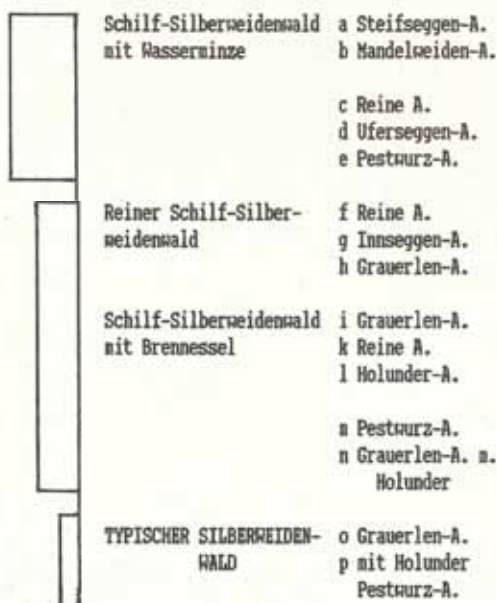 Schilf-Silberweidenwald a Steifseggen-A.
mit Wasserminze b Mandelweiden-A.
c Reine A.
d Uferseggen-A.
e Pestwurz-A.
Reiner Schilf-Silber- f Reine A.
weidenwald g Innseggen-A.
h Grauerlen-A.
Schilf-Silberweidenwald i Grauerlen-A.
mit Brennessel k Reine A.
l Holunder-A.
m Pestwurz-A.
n Grauerlen-A. m.
Holunder
TYPISCHER SILBERWEIDEN- o Grauerlen-A.
WALD p mit Holunder
Pestwurz-A.